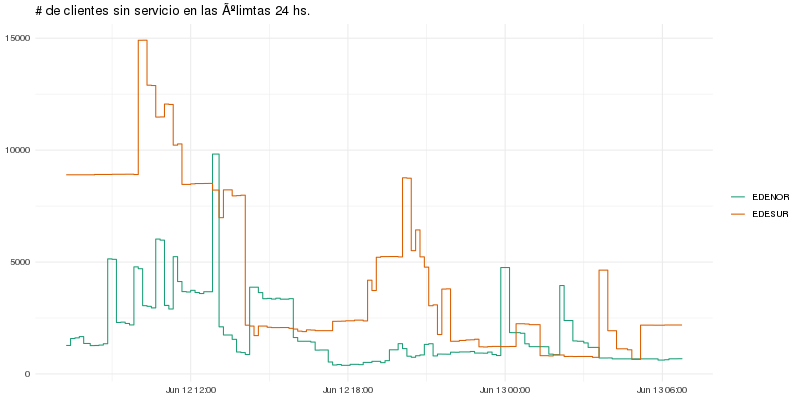 # de clientes sin servicio en las Ãºlimtas 24 hs.
15000
10000
5000
0
Jun 12 12:00
Jun 12 18:00
Jun 13 00:00
Jun 13 06:00
EDENOR
EDESUR